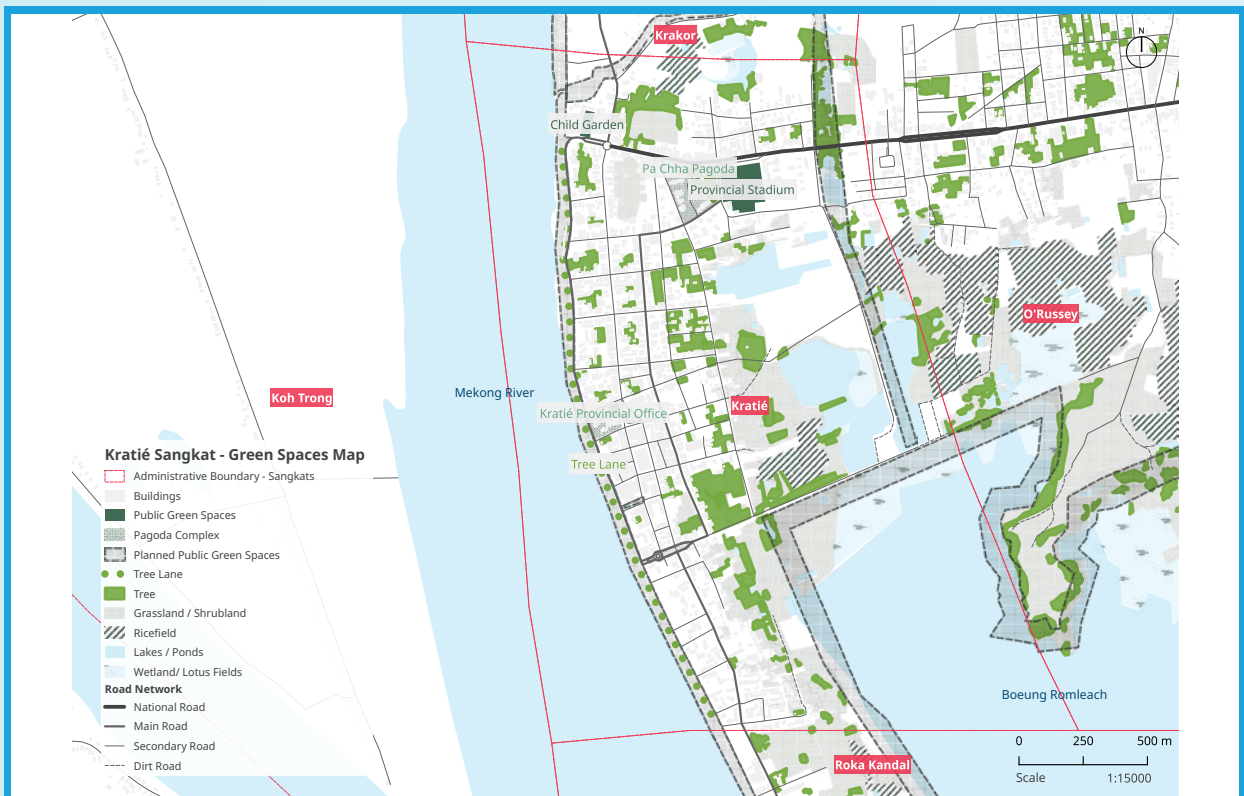 Krakor
N
Child Garden
Pa Chha Pagoda
Provincial Stadium
O'Russey
Mekong River
Koh Trong
Kratié
Kratié Provincial Office
Tree Lane
Kratié Sangkat - Green Spaces Map
Administrative Boundary - Sangkats
Buildings
Public Green Spaces
Pagoda Complex
Planned Public Green Spaces
Tree Lane
Tree
Grassland / Shrubland
Ricefield
Lakes / Ponds
Wetland/ Lotus Fields
Road Network
National Road
Main Road
Secondary Road
Dirt Road
Boeung Romleach
Roka Kandal
0 250 500 m
Scale 1:15000